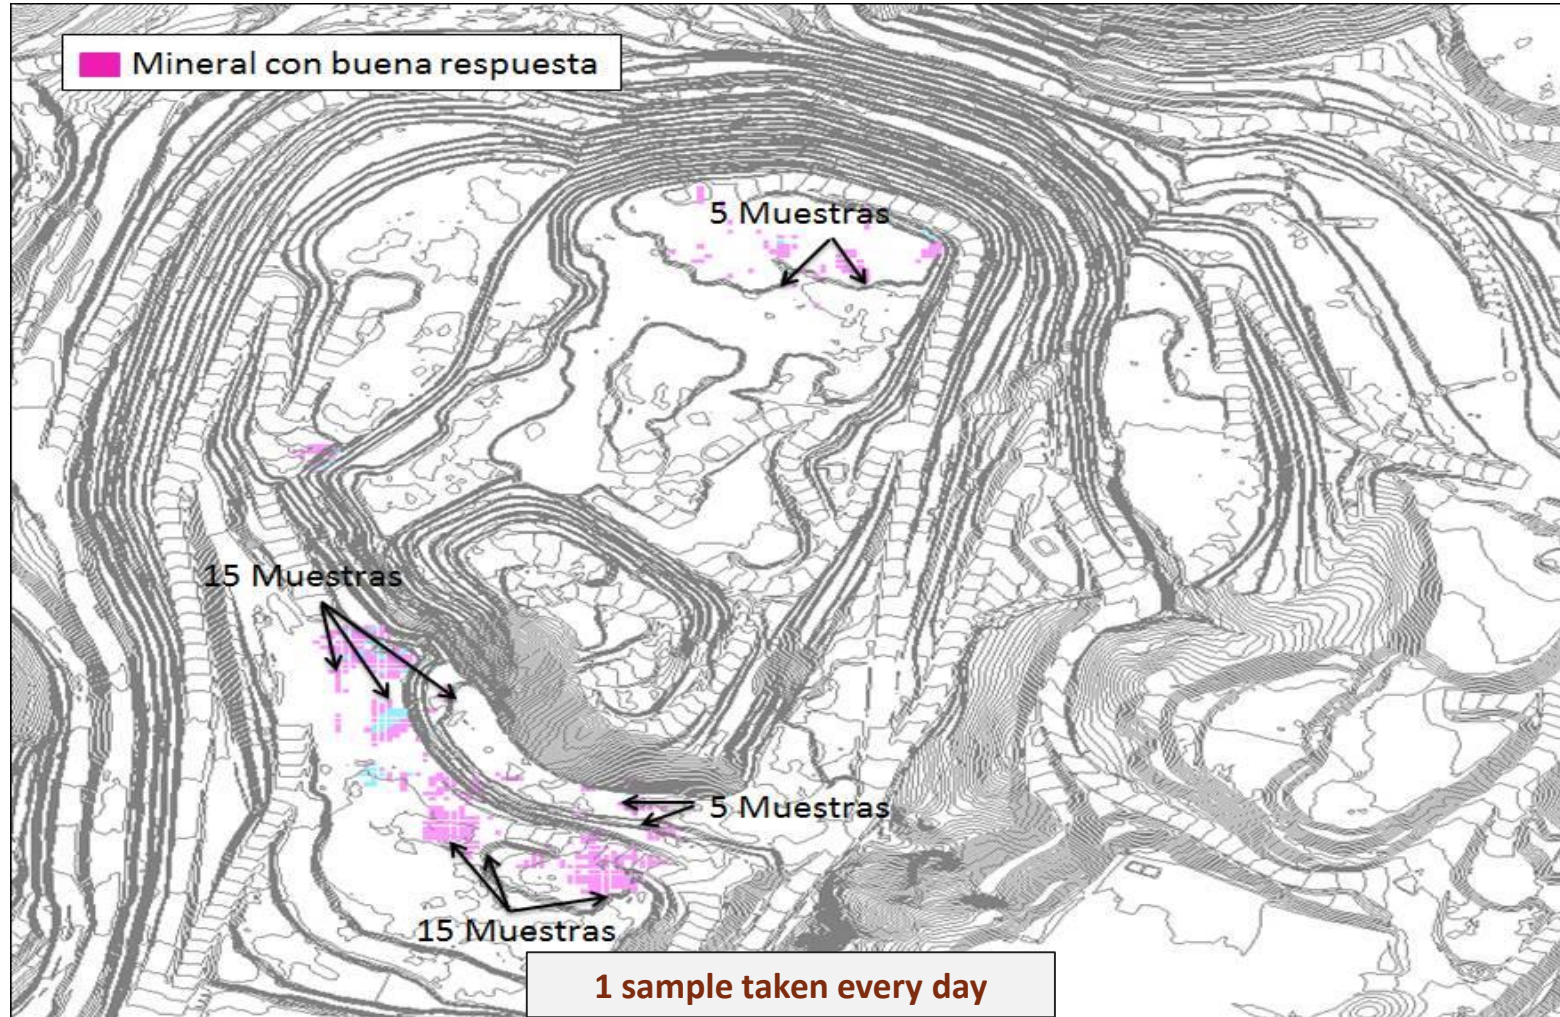 Mineral con buena respuesta
5 Muestras
15 Muestras
5 Muestras
15 Muestras
1 sample taken every day